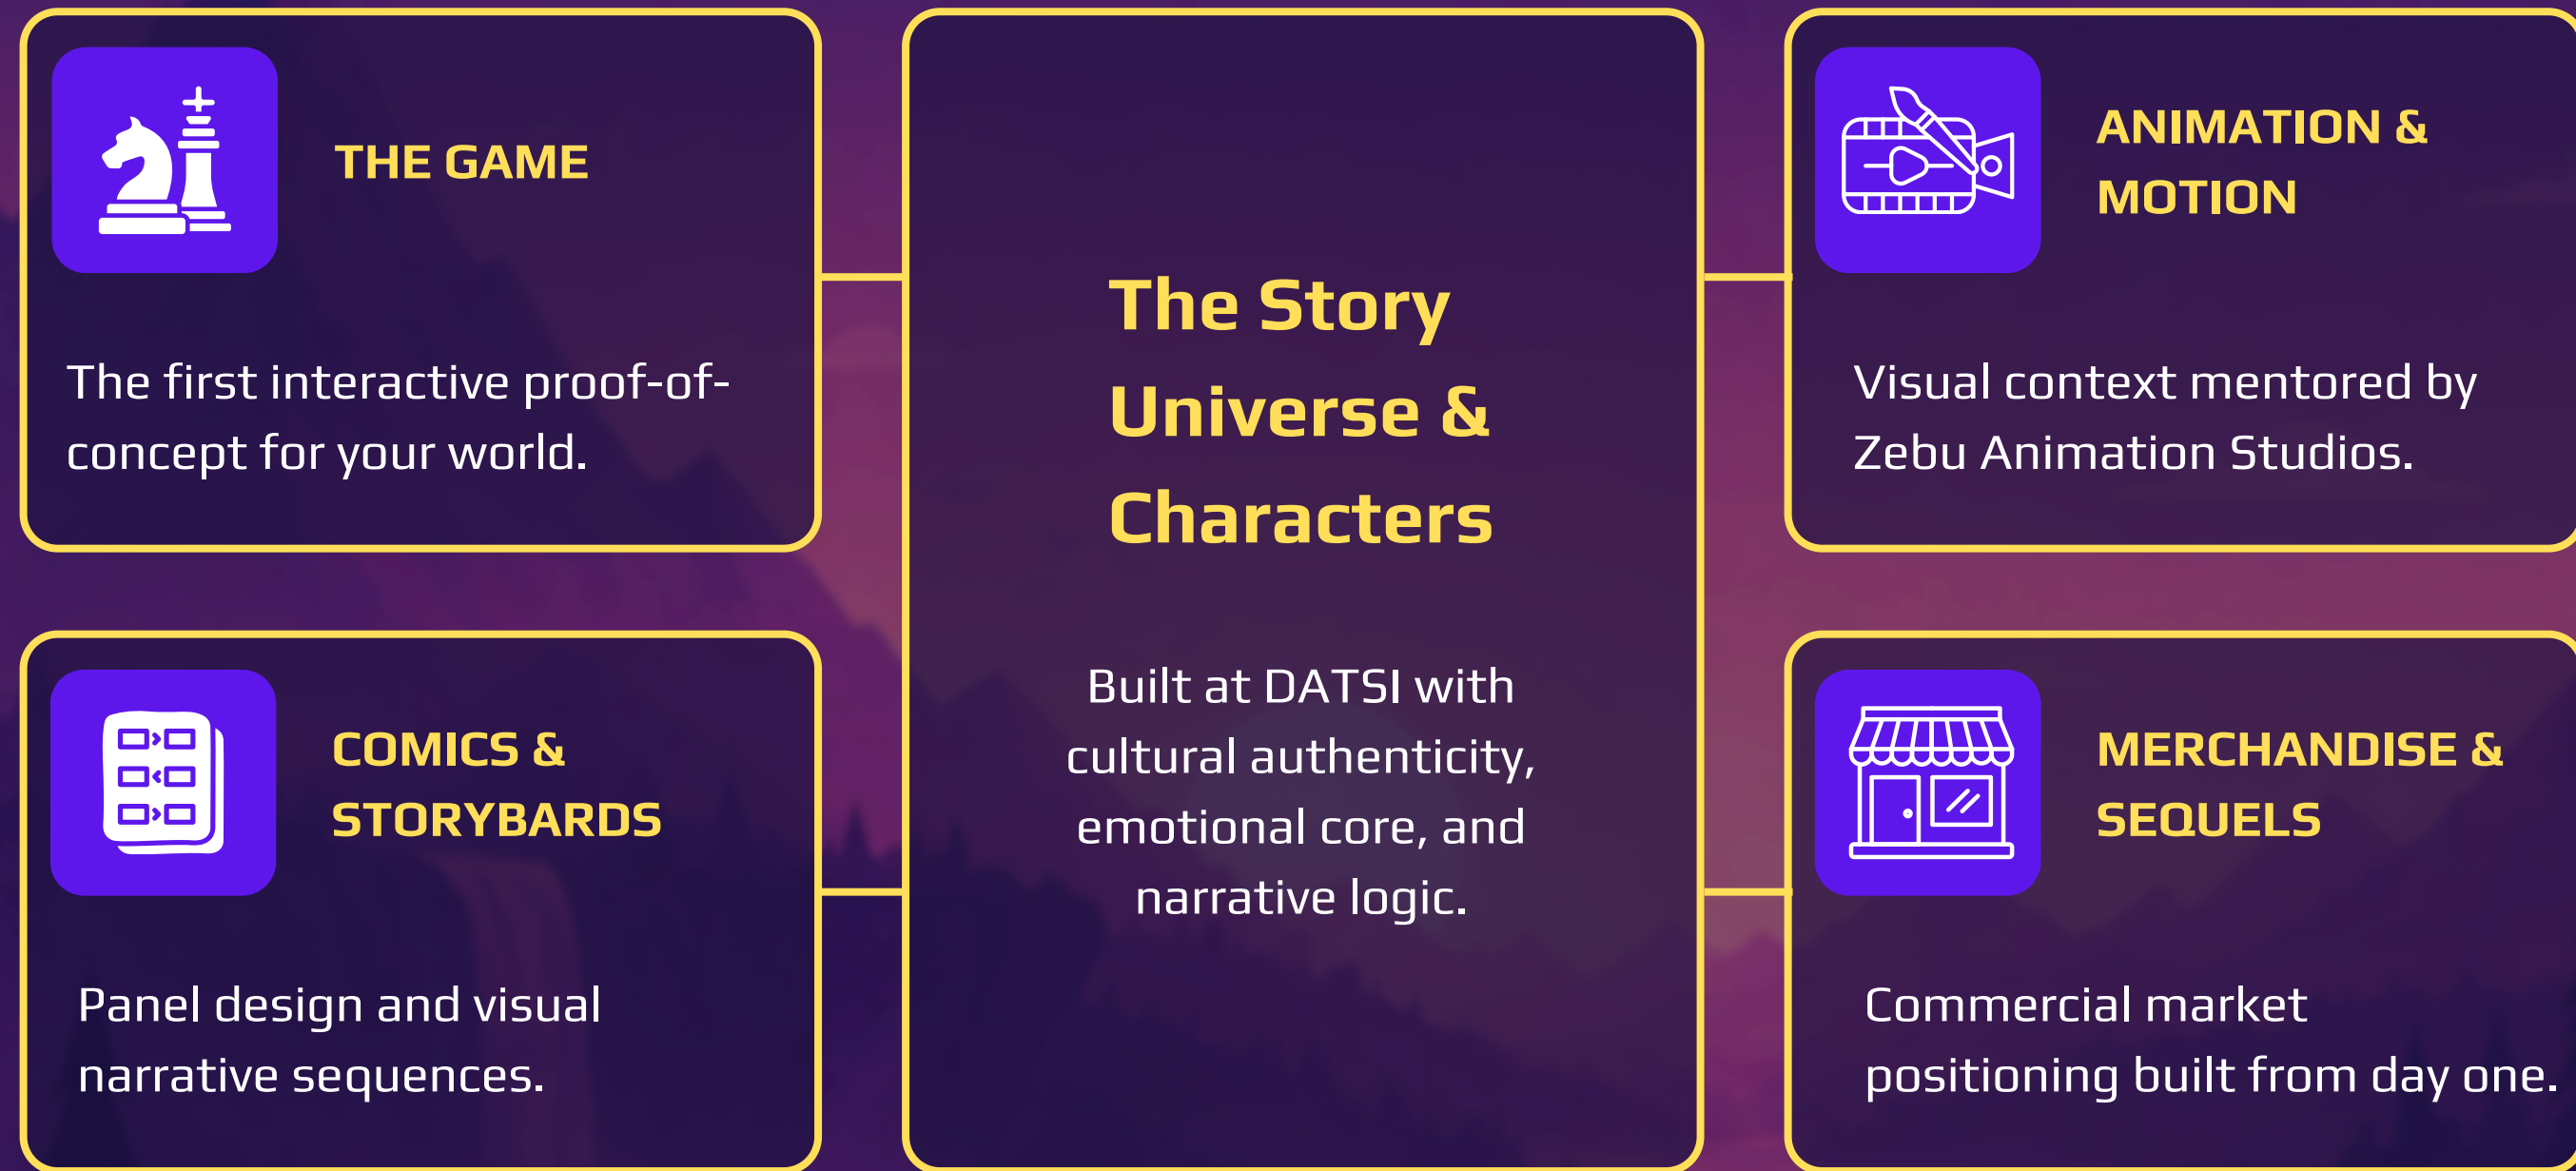 THE GAME
The first interactive proof-of-
concept for your world.
COMICS &
STORYBARDS
Panel design and visual
narrative sequences.
The Story
Universe &
Characters
Built at DATSI with
cultural authenticity,
emotional core, and
narrative logic.
ANIMATION &
MOTION
Visual context mentored by
Zebu Animation Studios.
MERCHANDISE &
SEQUELS
Commercial market
positioning built from day one.